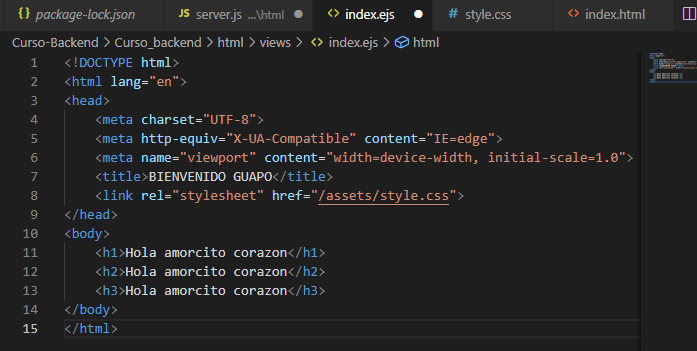 package-lock.json server.js ...\html index.ejs style.css index.html
Curso-Backend > Curso_backend > html > views > index.ejs > html
1 <!DOCTYPE html>
2 <html lang="en">
3 <head>
4 <meta charset="UTF-8">
5 <meta http-equiv="X-UA-Compatible" content="IE=edge">
6 <meta name="viewport" content="width=device-width, initial-scale=1.0">
7 <title>BIENVENIDO GUAPO</title>
8 <link rel="stylesheet" href="/assets/style.css">
9 </head>
10 <body>
11 <h1>Hola amorcito corazon</h1>
12 <h2>Hola amorcito corazon</h2>
13 <h3>Hola amorcito corazon</h3>
14 </body>
15 </html>